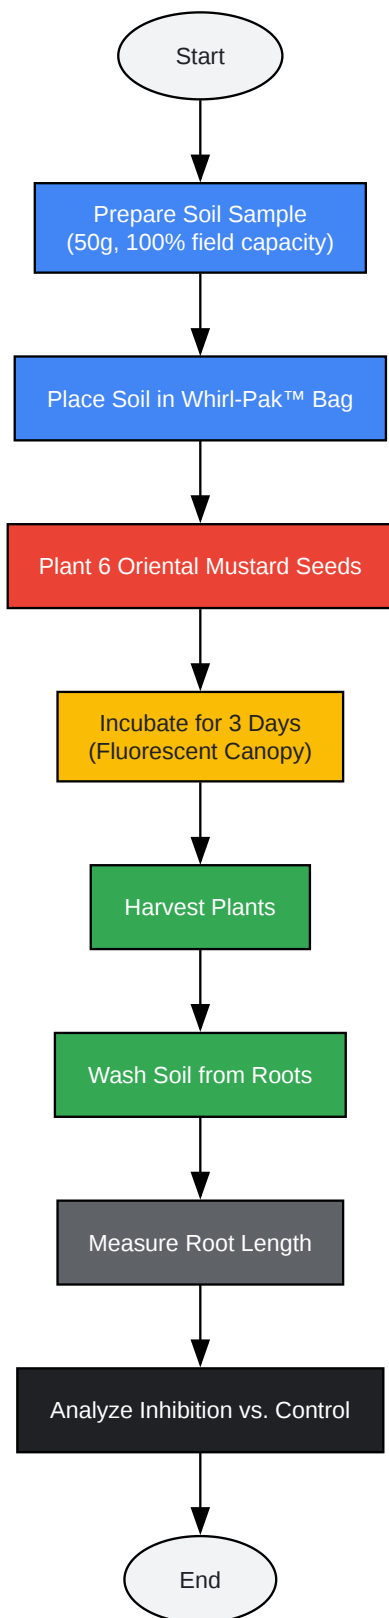 Start
Prepare Soil Sample
(50g, 100% field capacity)
Place Soil in Whirl-Pak™ Bag
Plant 6 Oriental Mustard Seeds
Incubate for 3 Days
(Fluorescent Canopy)
Harvest Plants
Wash Soil from Roots
Measure Root Length
Analyze Inhibition vs. Control
End